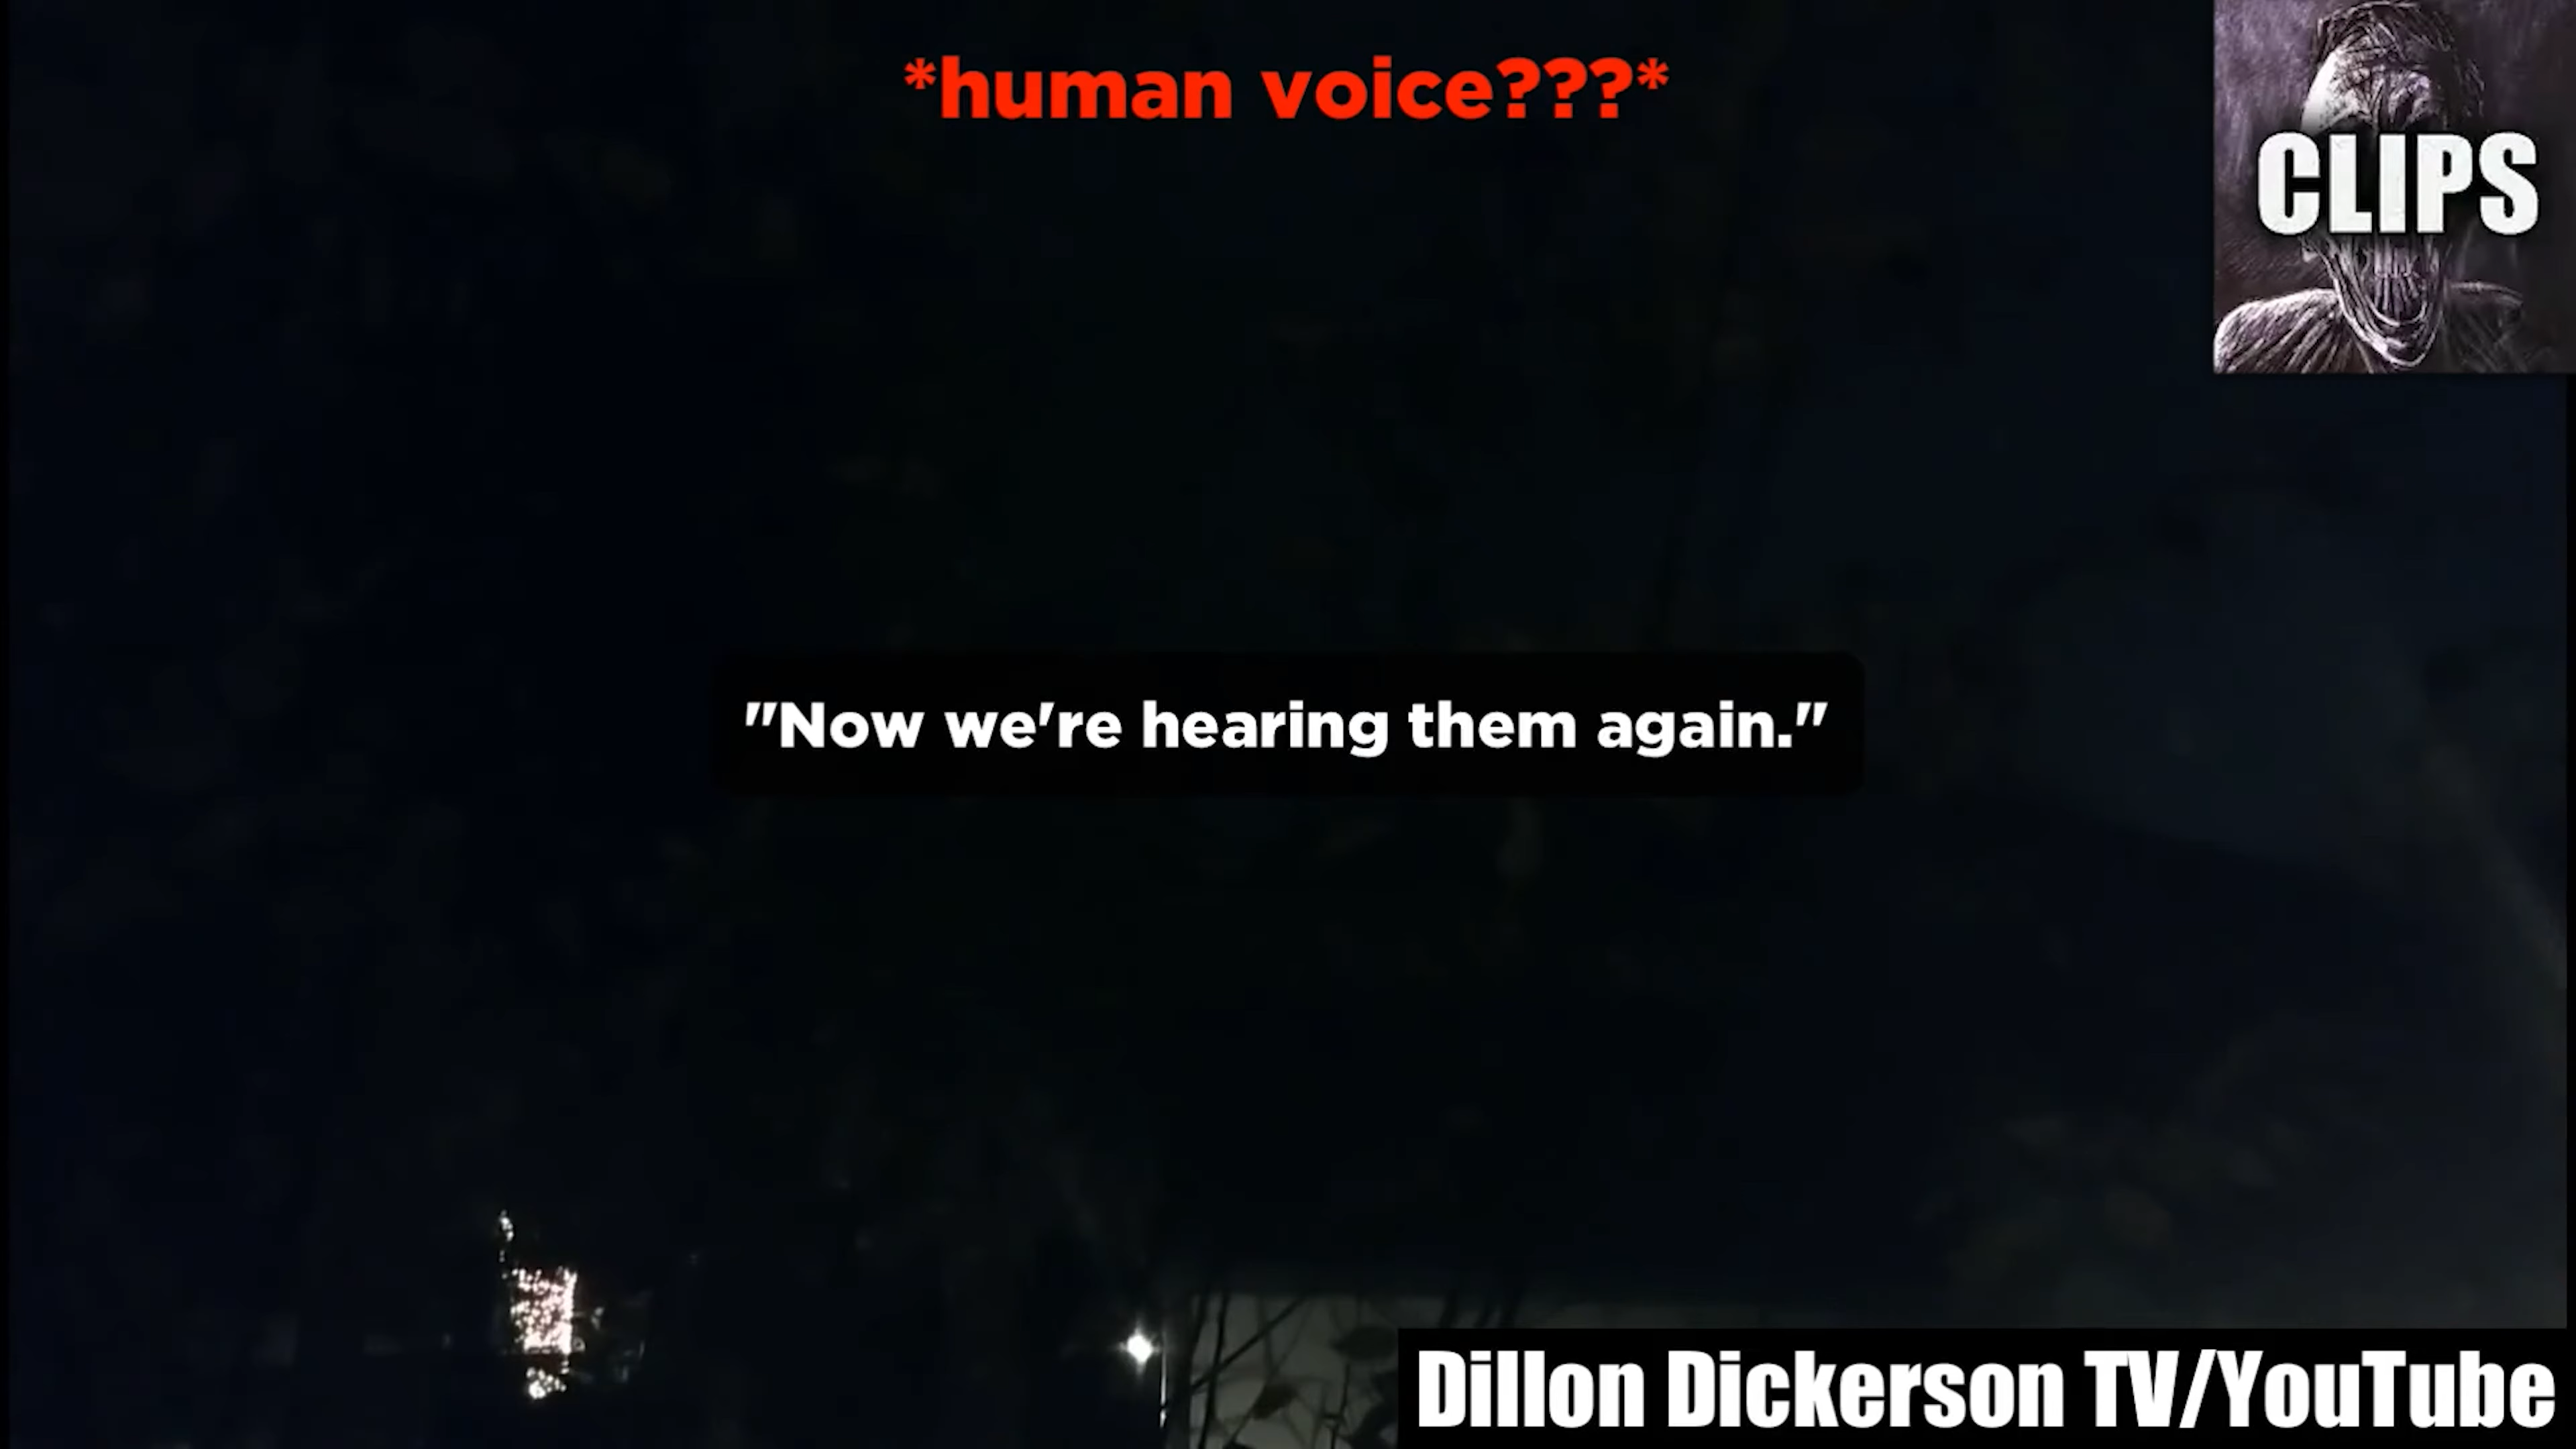 *human voice???*
CLIPS
"Now we're hearing them again."
Dillon Dickerson TV/YouTube